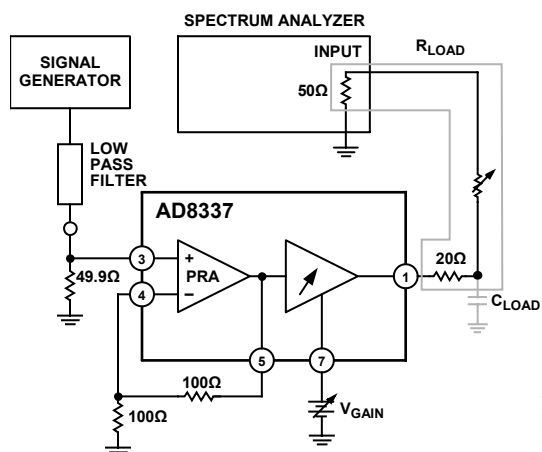 SPECTRUM ANALYZER
SIGNAL
GENERATOR
INPUT
RLOAD
50Ω
LOW
PASS
FILTER
AD8337
3
+
PRA
49.9Ω
4
−
1
20Ω
CLOAD
5
7
100Ω
100Ω
VGAIN